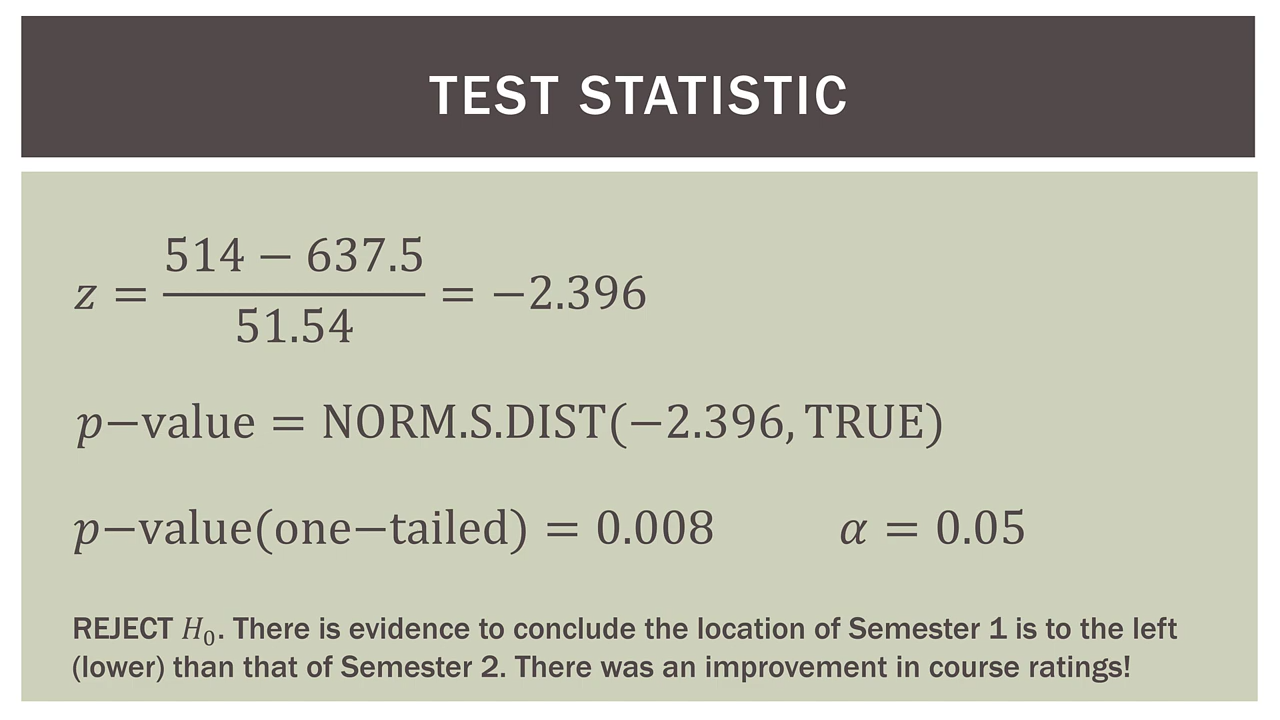 TEST STATISTIC
z = \frac{514 − 637.5}{51.54} = −2.396
p−value = NORM.S.DIST(−2.396, TRUE)
p−value(one−tailed) = 0.008 α = 0.05
REJECT H₀. There is evidence to conclude the location of Semester 1 is to the left
(lower) than that of Semester 2. There was an improvement in course ratings!